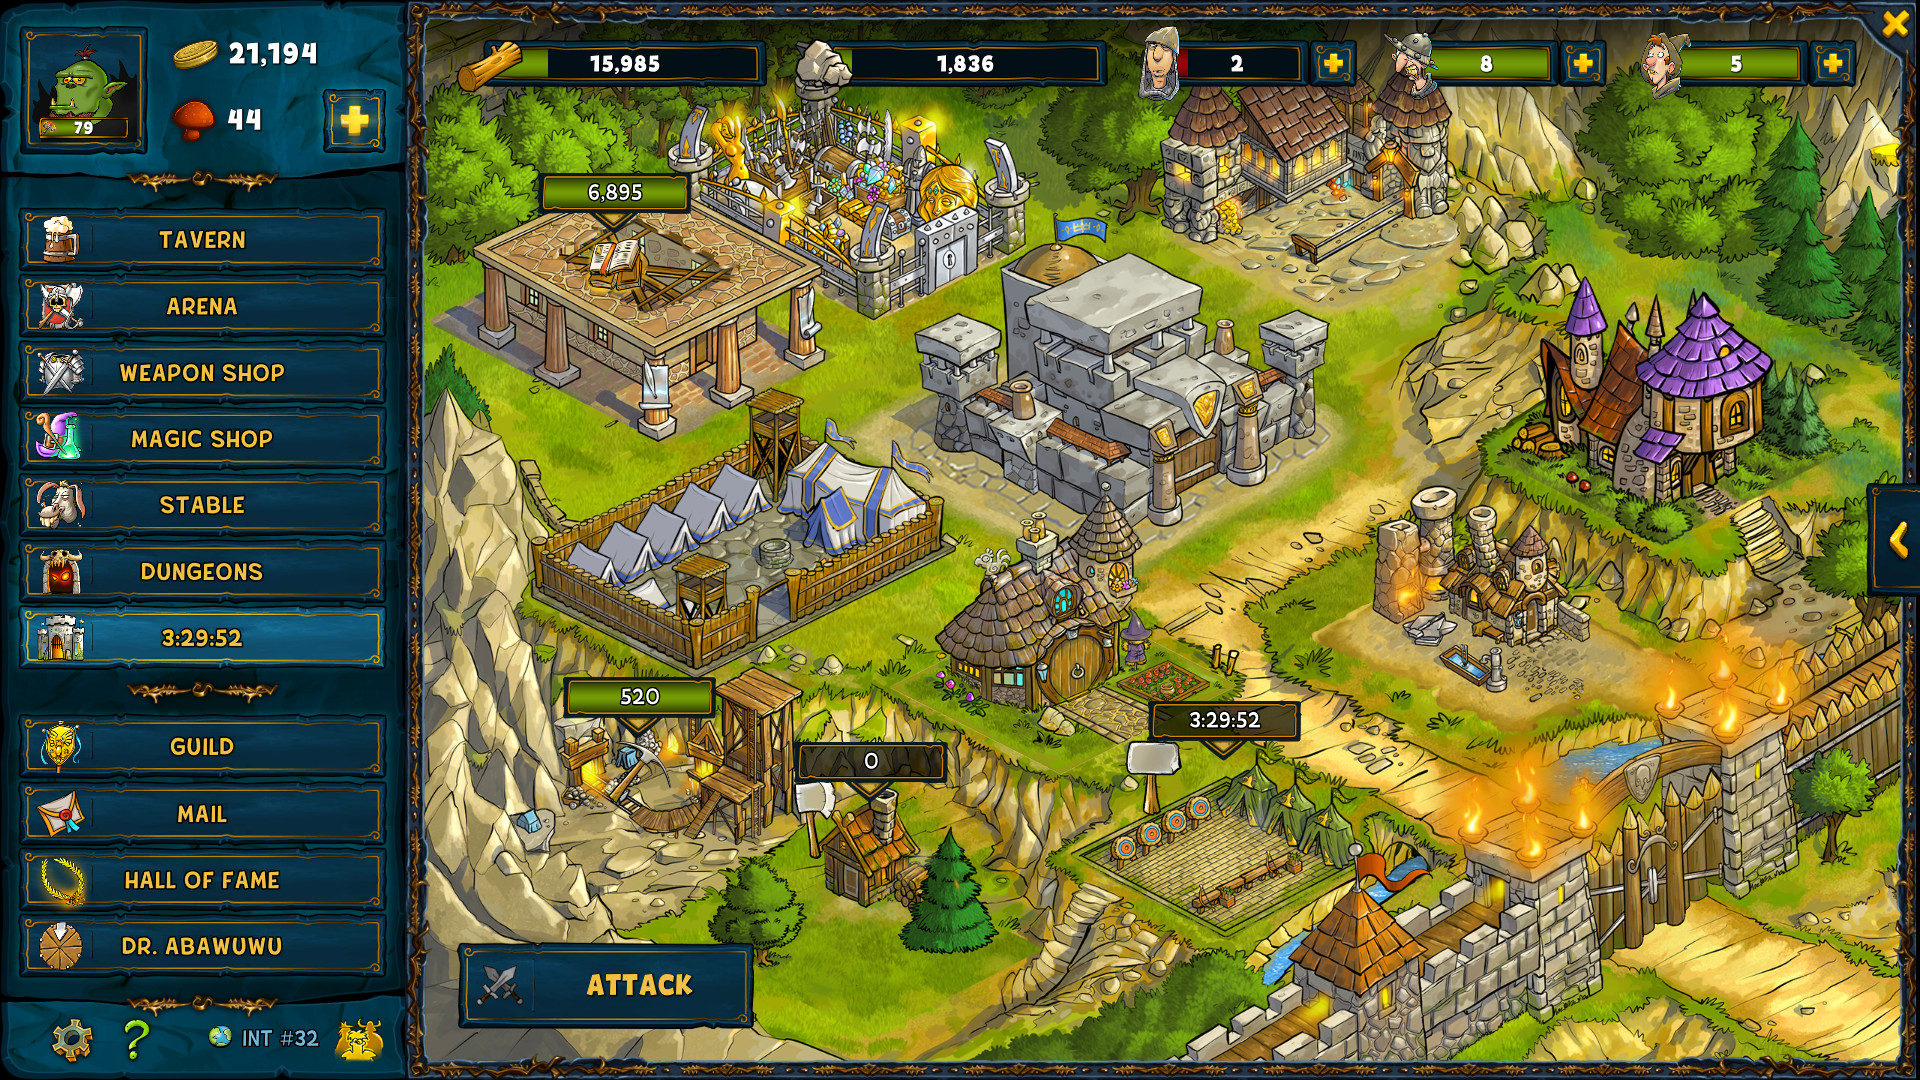 21,194
44
79
TAVERN
ARENA
WEAPON SHOP
MAGIC SHOP
STABLE
DUNGEONS
3:29:52
GUILD
MAIL
HALL OF FAME
DR. ABAWUWU
INT #32
15,985
1,836
2
8
5
6,895
520
0
3:29:52
ATTACK